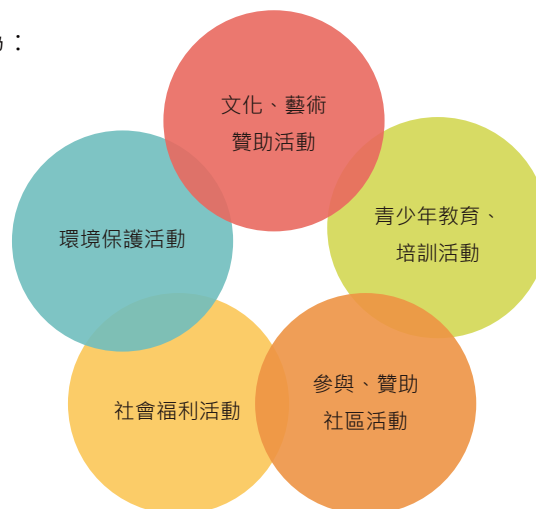 ：
文化、藝術
贊助活動
青少年教育、
培訓活動
環境保護活動
參與、贊助
社區活動
社會福利活動